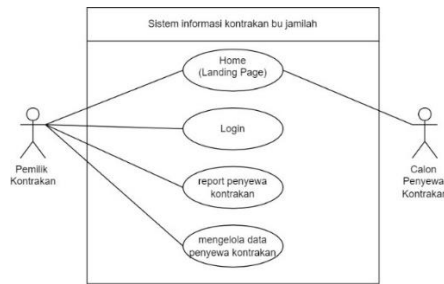 Sistem informasi kontrakan bu jamilah
Home
(Landing Page)
Login
report penyewa
kontrakan
mengelola data
penyewa kontrakan
Pemilik
Kontrakan
Calon
Penyewa
Kontrakan